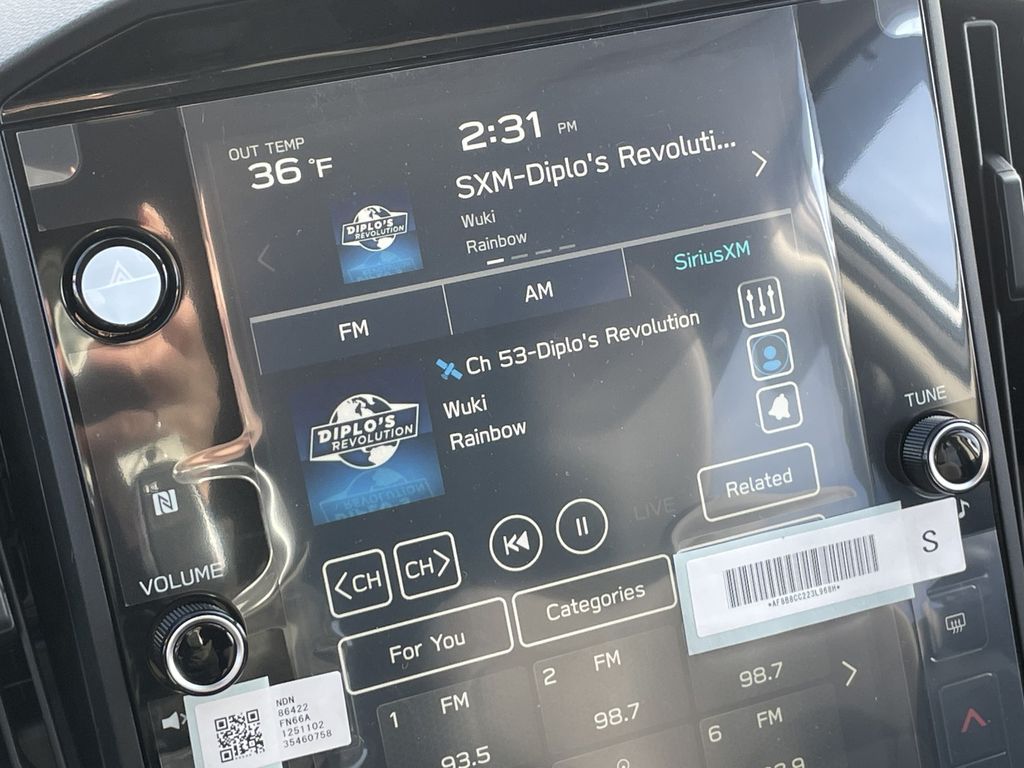 OUT TEMP
36 °F
2:31 PM
SXM-Diplo's Revoluti...
Wuki
Rainbow
DIPLO'S
REVOLUTION
FM
AM
SiriusXM
Ch 53-Diplo's Revolution
Wuki
Rainbow
DIPLO'S
REVOLUTION
TUNE
Related
LIVE
VOLUME
<CH
CH>
For You
Categories
S
NDN
86422
FN66A
1251102
35460758
1
FM
93.5
2
FM
98.7
98.7
6
FM